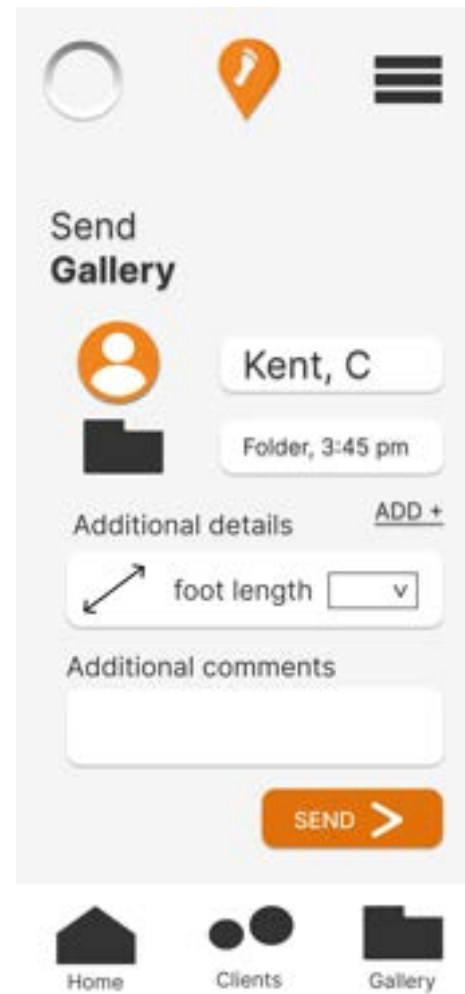 Send
Gallery
Kent, C
Folder, 3:45 pm
Additional details
ADD +
foot length
Additional comments
SEND
Home
Clients
Gallery